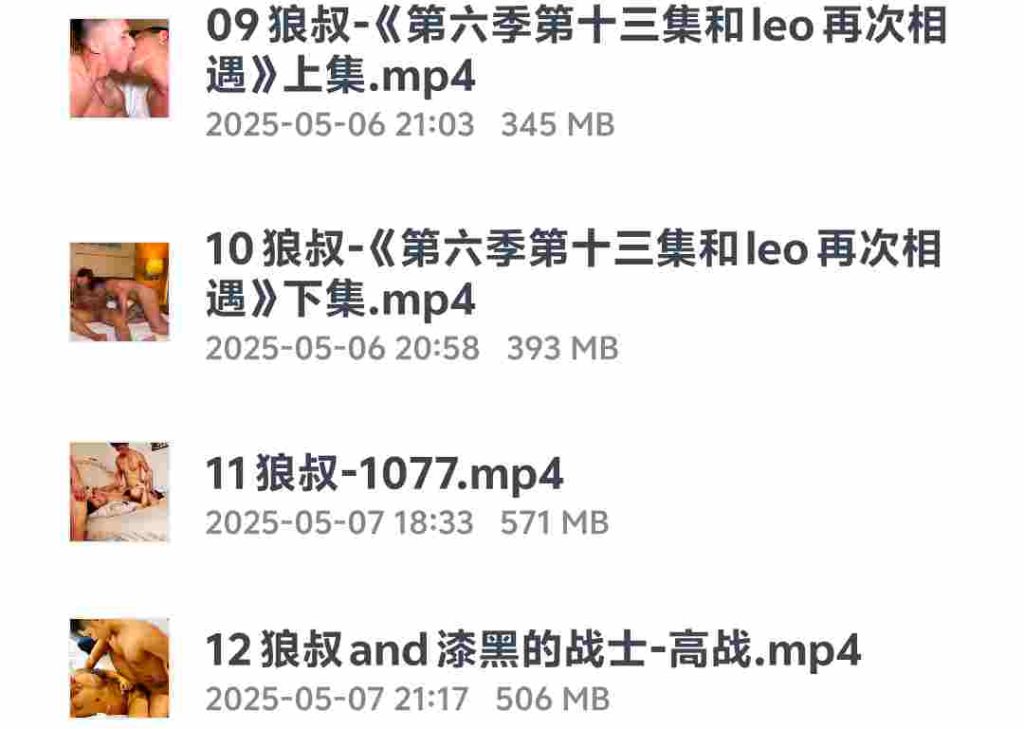 09 狼叔-《第六季第十三集和leo再次相
遇》上集.mp4
2025-05-06 21:03 345 MB
10 狼叔-《第六季第十三集和leo再次相
遇》下集.mp4
2025-05-06 20:58 393 MB
11 狼叔-1077.mp4
2025-05-07 18:33 571 MB
12 狼叔and漆黑的战士-高战.mp4
2025-05-07 21:17 506 MB